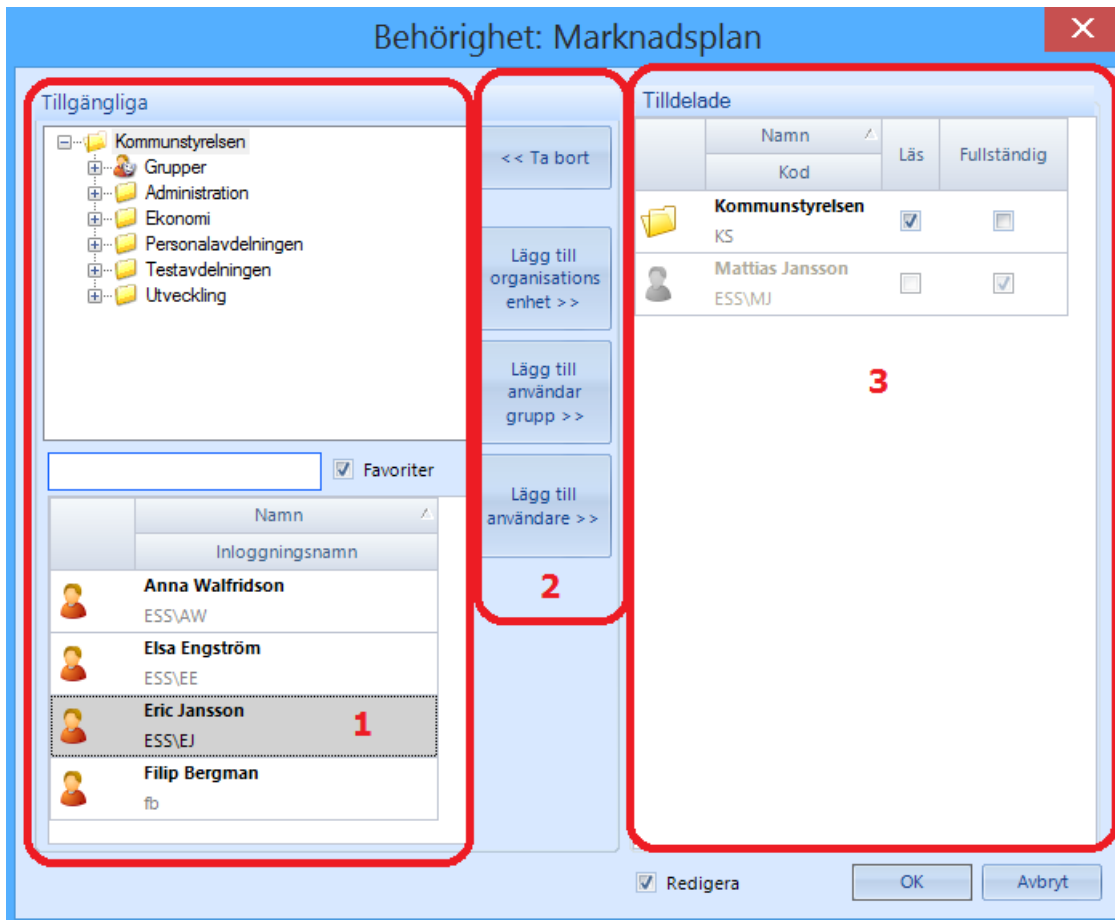 Behörighet: Marknadsplan
Tillgängliga
Kommunstyrelsen
Grupper
Administration
Ekonomi
Personalavdelningen
Testavdelningen
Utveckling
Favoriter
Namn
Inloggningsnamn
Anna Walfridson
ESS\AW
Elsa Engström
ESS\EE
Eric Jansson
ESS\EJ
1
Filip Bergman
fb
<< Ta bort
Lägg till
organisations
enhet >>
Lägg till
användar
grupp >>
Lägg till
användare >>
2
Tilldelade
Namn
Kod
Läs
Fullständig
Kommunstyrelsen
KS
Mattias Jansson
ESS\MJ
3
Redigera
OK
Avbryt